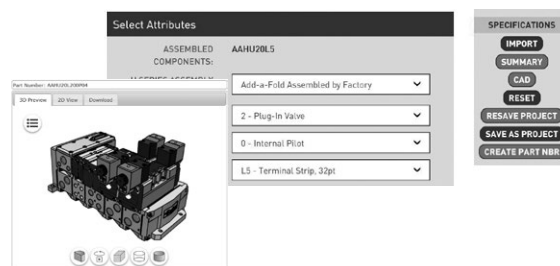 Select Attributes
ASSEMBLED COMPONENTS:
AAHU20L5
Add-a-Fold Assembled by Factory
2 - Plug-In Valve
0 - Internal Pilot
L5 - Terminal Strip, 32pt
Part Number:
3D Preview
2D View
Download
SPECIFICATIONS
IMPORT
SUMMARY
CAD
RESET
RESAVE PROJECT
SAVE AS PROJECT
CREATE PART NBR